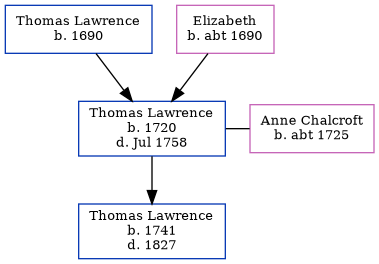 Thomas Lawrence
b. 1690
Elizabeth
b. abt 1690
Thomas Lawrence
b. 1720
d. Jul 1758
Anne Chalcroft
b. abt 1725
Thomas Lawrence
b. 1741
d. 1827